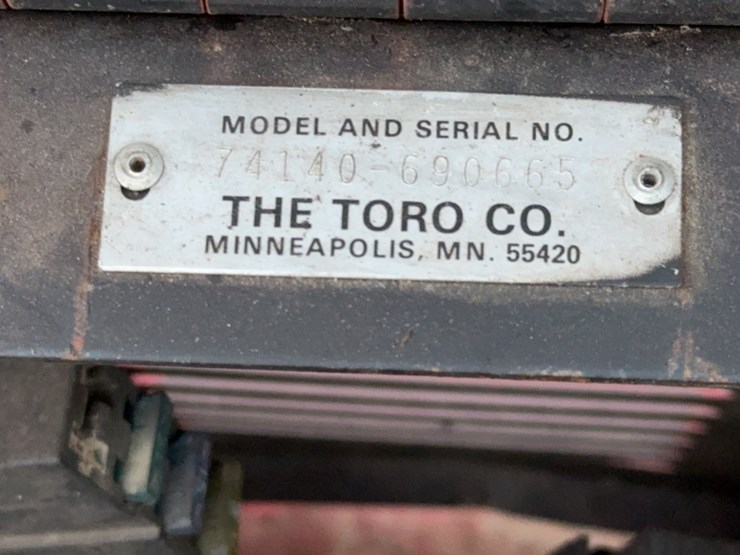 MODEL AND SERIAL NO.
74140-690665
THE TORO CO.
MINNEAPOLIS, MN. 55420